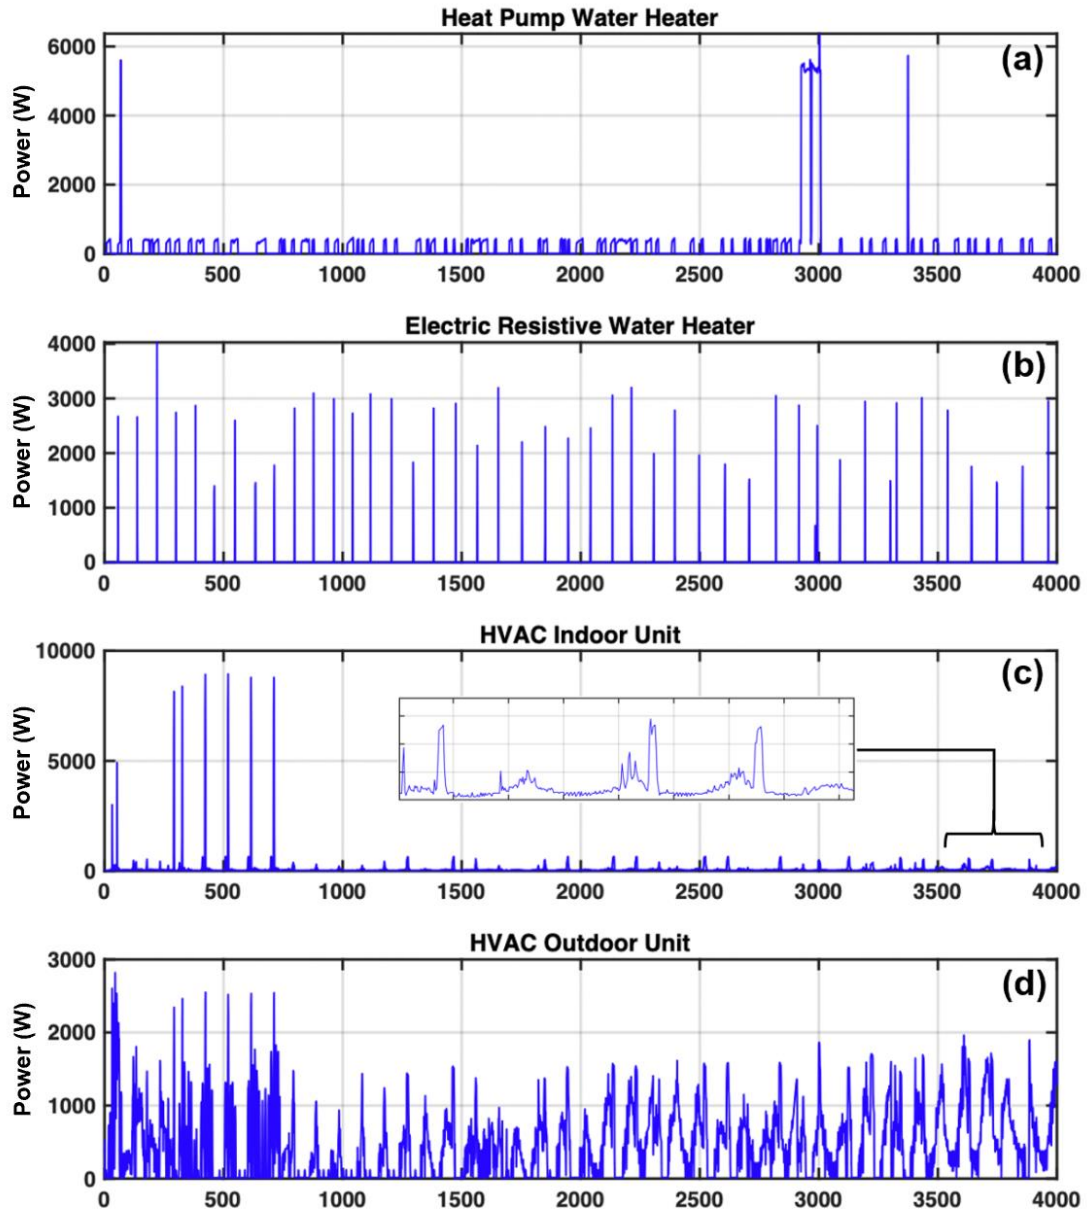 Heat Pump Water Heater
(a)
Power (W)
6000
4000
2000
0
0 500 1000 1500 2000 2500 3000 3500 4000
Electric Resistive Water Heater
(b)
Power (W)
4000
3000
2000
1000
0
0 500 1000 1500 2000 2500 3000 3500 4000
HVAC Indoor Unit
(c)
Power (W)
10000
5000
0
0 500 1000 1500 2000 2500 3000 3500 4000
HVAC Outdoor Unit
(d)
Power (W)
3000
2000
1000
0
0 500 1000 1500 2000 2500 3000 3500 4000